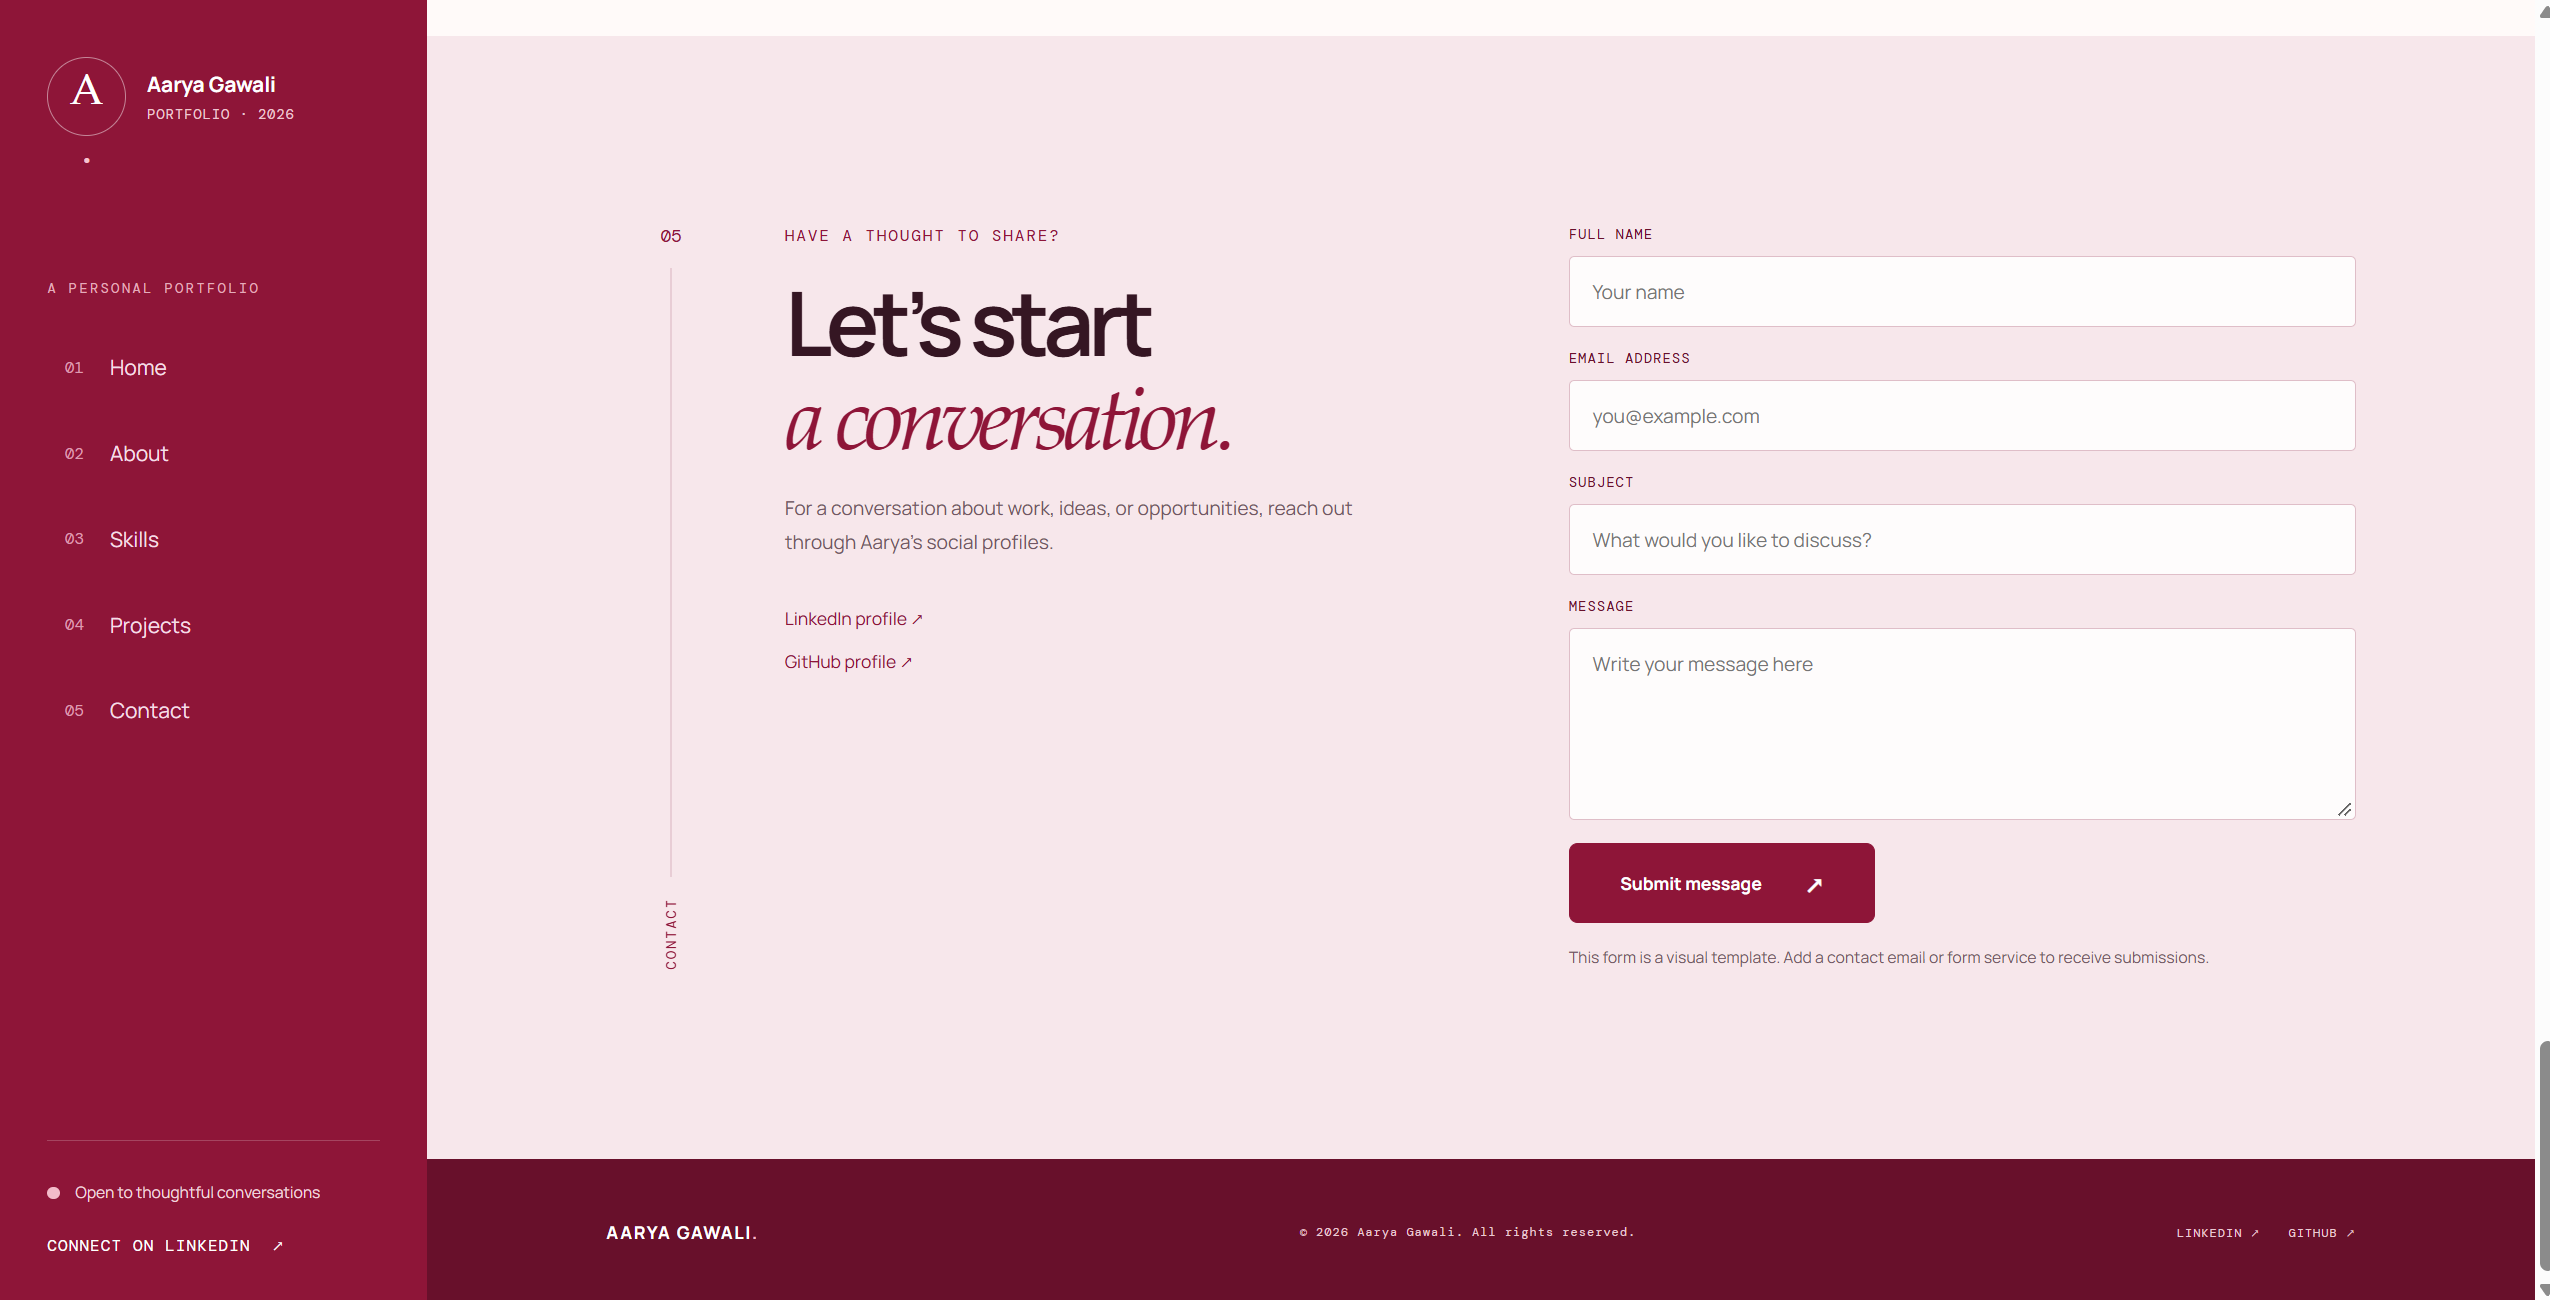 A
Aarya Gawali
PORTFOLIO · 2026
A PERSONAL PORTFOLIO
01 Home
02 About
03 Skills
04 Projects
05 Contact
Open to thoughtful conversations
CONNECT ON LINKEDIN ↗
05
CONTACT
HAVE A THOUGHT TO SHARE?
Let’s start
a conversation.
For a conversation about work, ideas, or opportunities, reach out
through Aarya’s social profiles.
LinkedIn profile ↗
GitHub profile ↗
FULL NAME
Your name
EMAIL ADDRESS
you@example.com
SUBJECT
What would you like to discuss?
MESSAGE
Write your message here
Submit message ↗
This form is a visual template. Add a contact email or form service to receive submissions.
AARYA GAWALI.
© 2026 Aarya Gawali. All rights reserved.
LINKEDIN ↗ GITHUB ↗